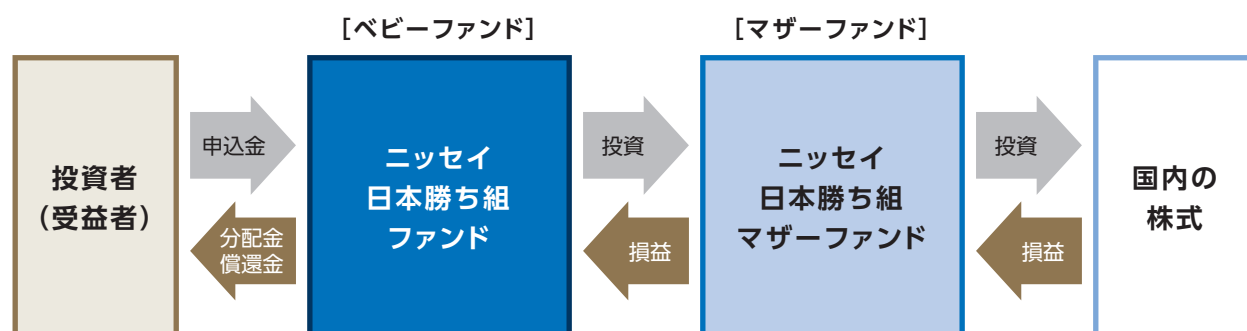 [ベビーファンド]
[マザーファンド]
投資者
(受益者)
申込金
分配金
償還金
ニッセイ
日本勝ち組
ファンド
投資
損益
ニッセイ
日本勝ち組
マザーファンド
投資
損益
国内の
株式